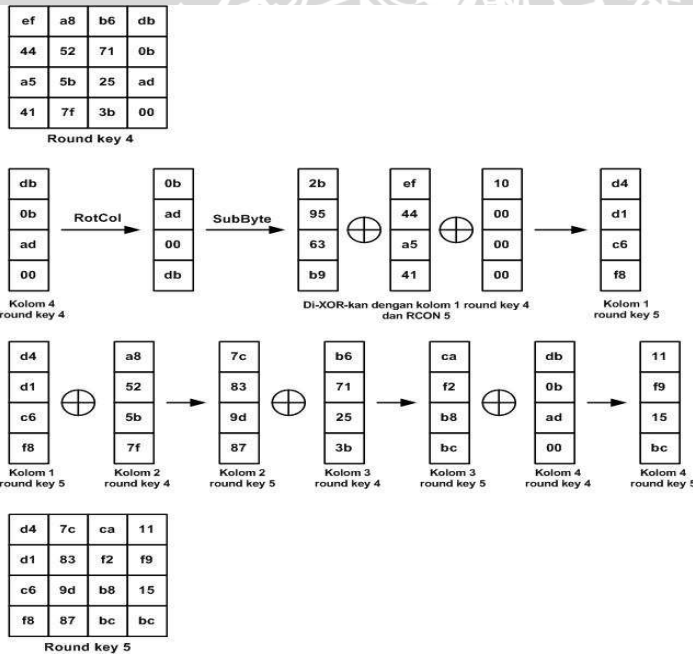 ef a8 b6 db
44 52 71 0b
a5 5b 25 ad
41 7f 3b 00
Round key 4
db 0b 2b ef 10 d4
0b RotCol ad SubByte 95 44 00 d1
ad 00 63 a5 00 c6
00 db b9 41 00 f8
Kolom 4 Di-XOR-kan dengan kolom 1 round key 4 Kolom 1
round key 4 dan RCON 5 round key 5
d4 a8 7c b6 ca db 11
d1 52 83 71 f2 0b f9
c6 5b 9d 25 b8 ad 15
f8 7f 87 3b bc 00 bc
Kolom 1 Kolom 2 Kolom 2 Kolom 3 Kolom 3 Kolom 4 Kolom 4
round key 5 round key 4 round key 5 round key 4 round key 5 round key 4 round key 5
d4 7c ca 11
d1 83 f2 f9
c6 9d b8 15
f8 87 bc bc
Round key 5